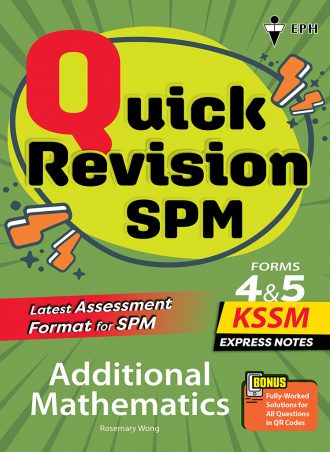 EPH
Quick
Revision
SPM
FORMS
4&5
KSSM
EXPRESS NOTES
Latest Assessment
Format for SPM
Additional
Mathematics
Rosemary Wong
BONUS
Fully-Worked
Solutions for
All Questions
in QR Codes